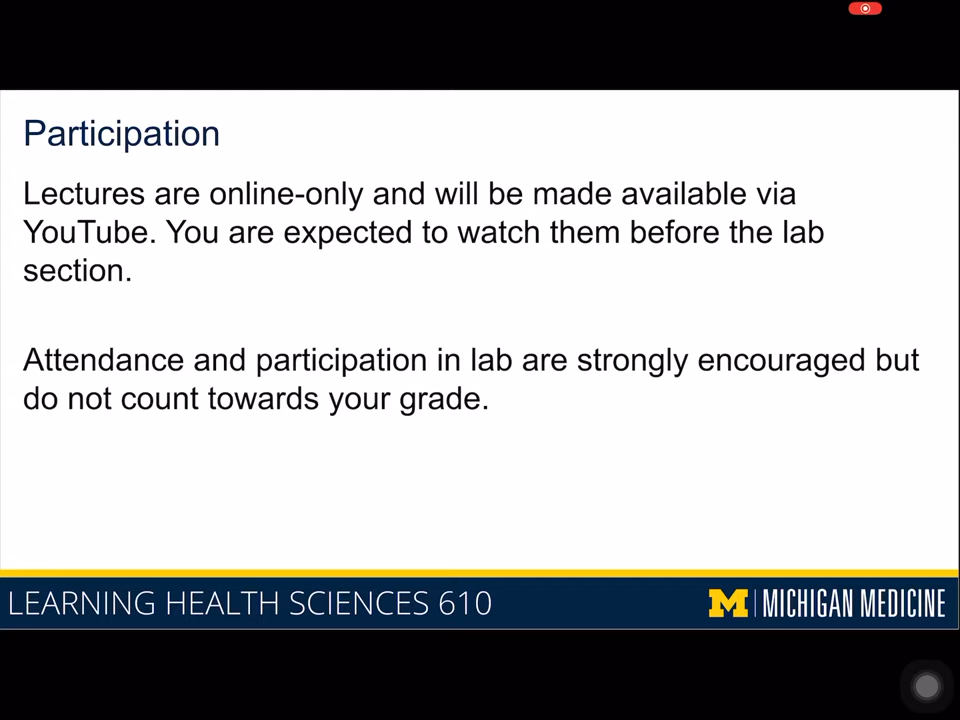 Participation
Lectures are online-only and will be made available via
YouTube. You are expected to watch them before the lab
section.
Attendance and participation in lab are strongly encouraged but
do not count towards your grade.
LEARNING HEALTH SCIENCES 610
M | MICHIGAN MEDICINE